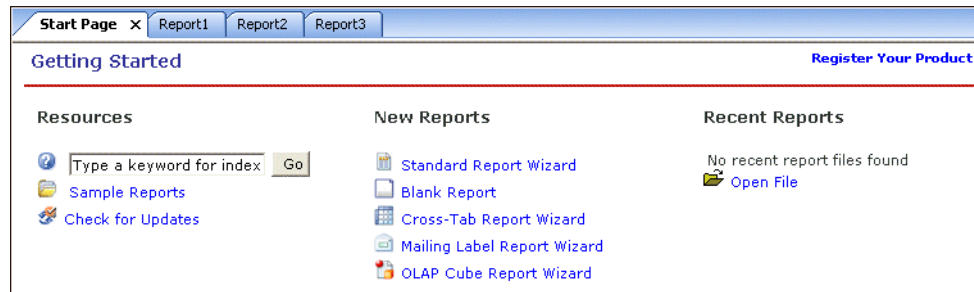 Start Page X Report1 Report2 Report3
Getting Started
Register Your Product
Resources
Type a keyword for index Go
Sample Reports
Check for Updates
New Reports
Standard Report Wizard
Blank Report
Cross-Tab Report Wizard
Mailing Label Report Wizard
OLAP Cube Report Wizard
Recent Reports
No recent report files found
Open File